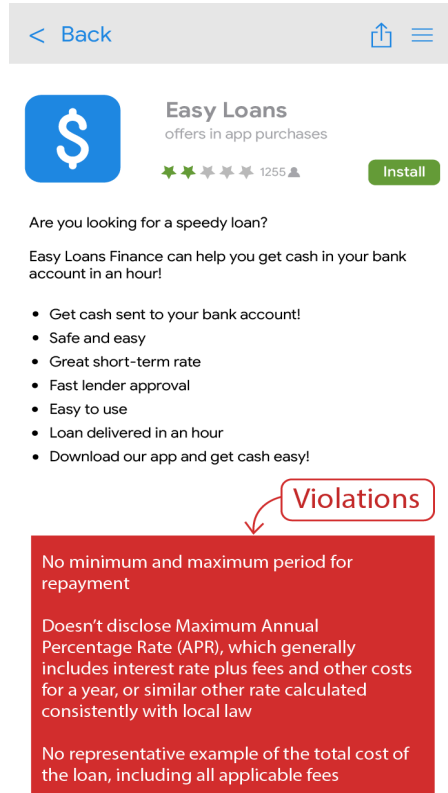 < Back
$
Easy Loans
offers in app purchases
1255
Install
Are you looking for a speedy loan?
Easy Loans Finance can help you get cash in your bank
account in an hour!
• Get cash sent to your bank account!
• Safe and easy
• Great short-term rate
• Fast lender approval
• Easy to use
• Loan delivered in an hour
• Download our app and get cash easy!
Violations
No minimum and maximum period for
repayment
Doesn’t disclose Maximum Annual
Percentage Rate (APR), which generally
includes interest rate plus fees and other costs
for a year, or similar other rate calculated
consistently with local law
No representative example of the total cost of
the loan, including all applicable fees